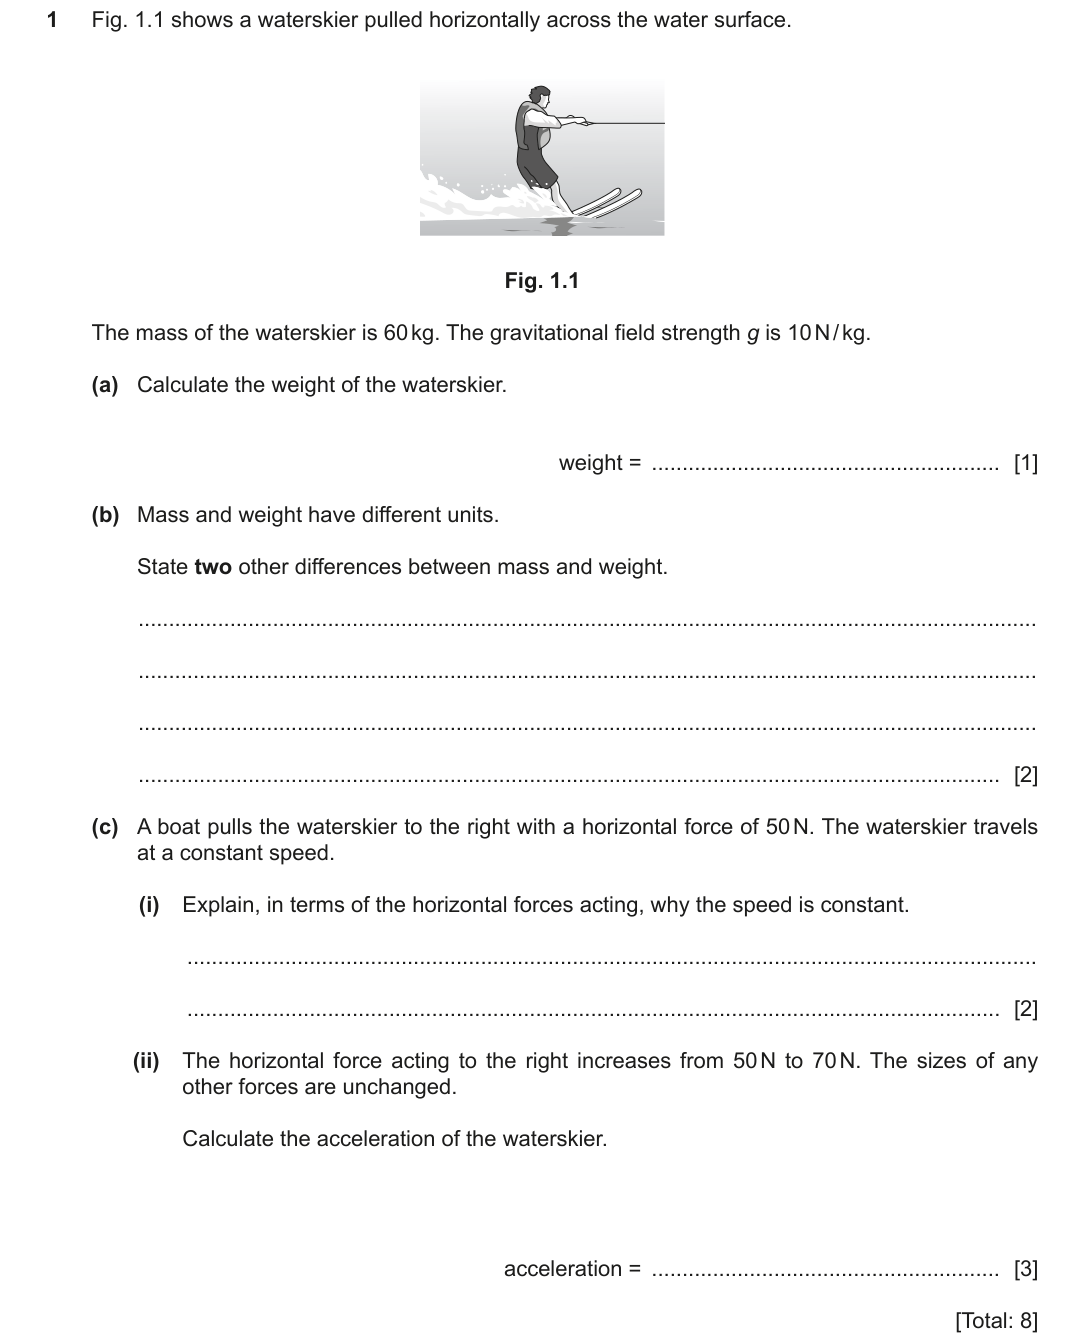 1 Fig. 1.1 shows a waterskier pulled horizontally across the water surface.
Fig. 1.1
The mass of the waterskier is 60 kg. The gravitational field strength g is 10 N/kg.
(a) Calculate the weight of the waterskier.
weight = .......................................................... [1]
(b) Mass and weight have different units.
State two other differences between mass and weight.
...................................................................................................................................................
...................................................................................................................................................
...................................................................................................................................................
............................................................................................................................................. [2]
(c) A boat pulls the waterskier to the right with a horizontal force of 50 N. The waterskier travels
at a constant speed.
(i) Explain, in terms of the horizontal forces acting, why the speed is constant.
...........................................................................................................................................
..................................................................................................................................... [2]
(ii) The horizontal force acting to the right increases from 50 N to 70 N. The sizes of any
other forces are unchanged.
Calculate the acceleration of the waterskier.
acceleration = .......................................................... [3]
[Total: 8]